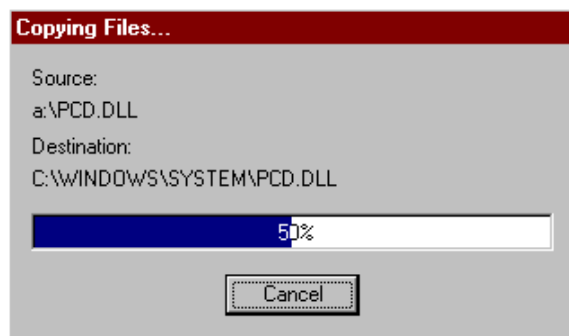 Copying Files...
Source:
a:\PCD.DLL
Destination:
C:\WINDOWS\SYSTEM\PCD.DLL
50%
Cancel